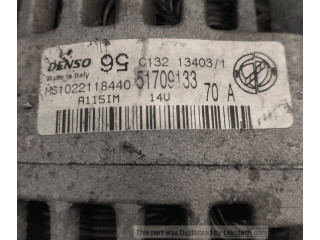 DENSO 56 C132 13403/1
Made in Italy
MS1022118440 51709133
A115IM 14V 70 A
This part was Digitalized by Lekotech.com